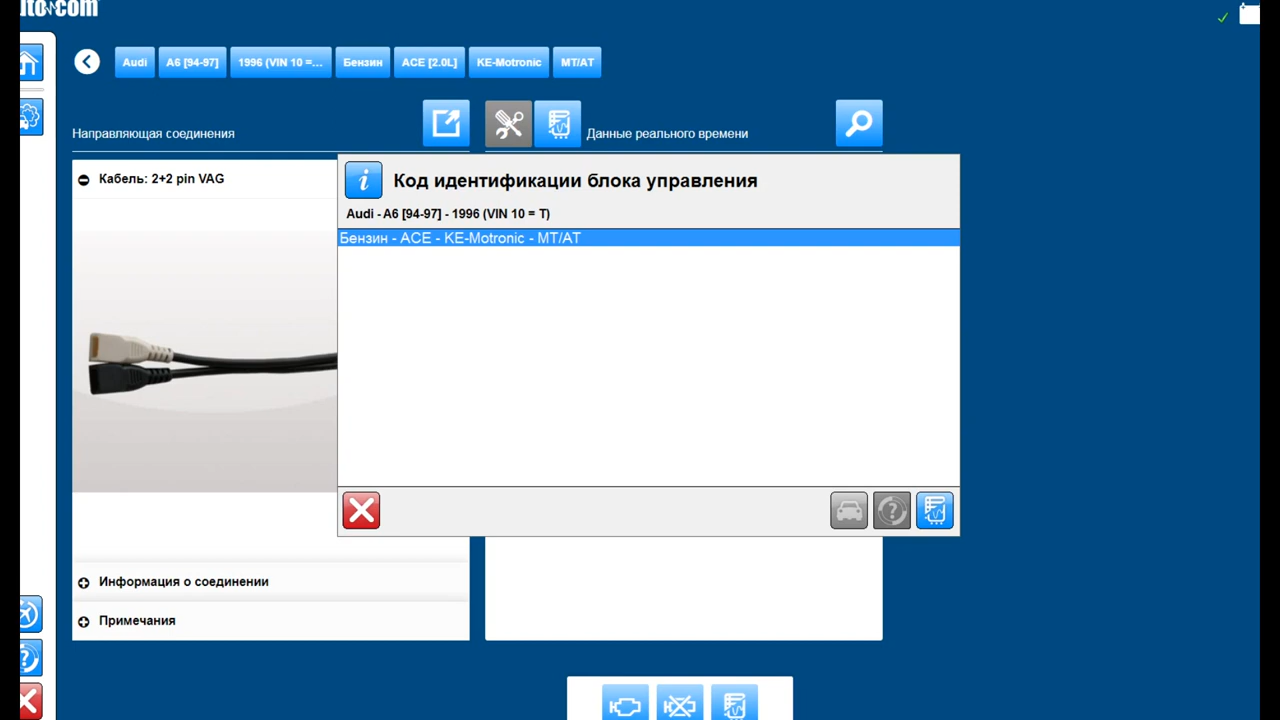 Audi
A6 [94-97]
1996 (VIN 10 =...
Бензин
ACE [2.0L]
KE-Motronic
MT/AT
Направляющая соединения
Данные реального времени
Кабель: 2+2 pin VAG
Код идентификации блока управления
Audi - A6 [94-97] - 1996 (VIN 10 = T)
Бензин - ACE - KE-Motronic - MT/AT
Информация о соединении
Примечания